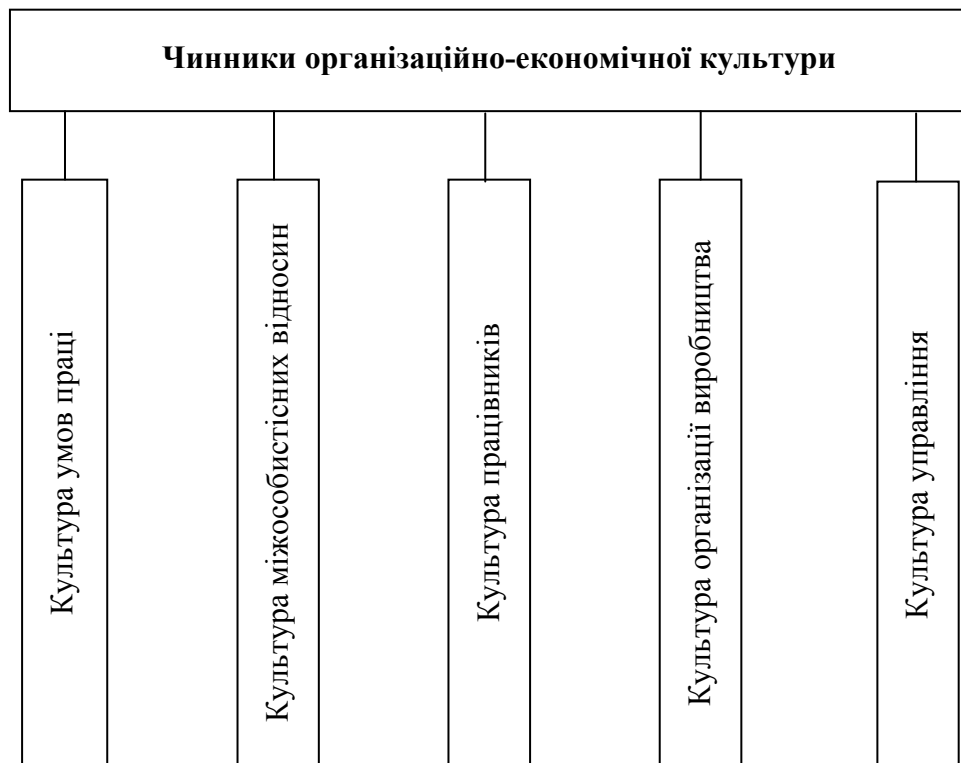 Чинники організаційно-економічної культури
Культура умов праці
Культура міжособистісних відносин
Культура працівників
Культура організації виробництва
Культура управління